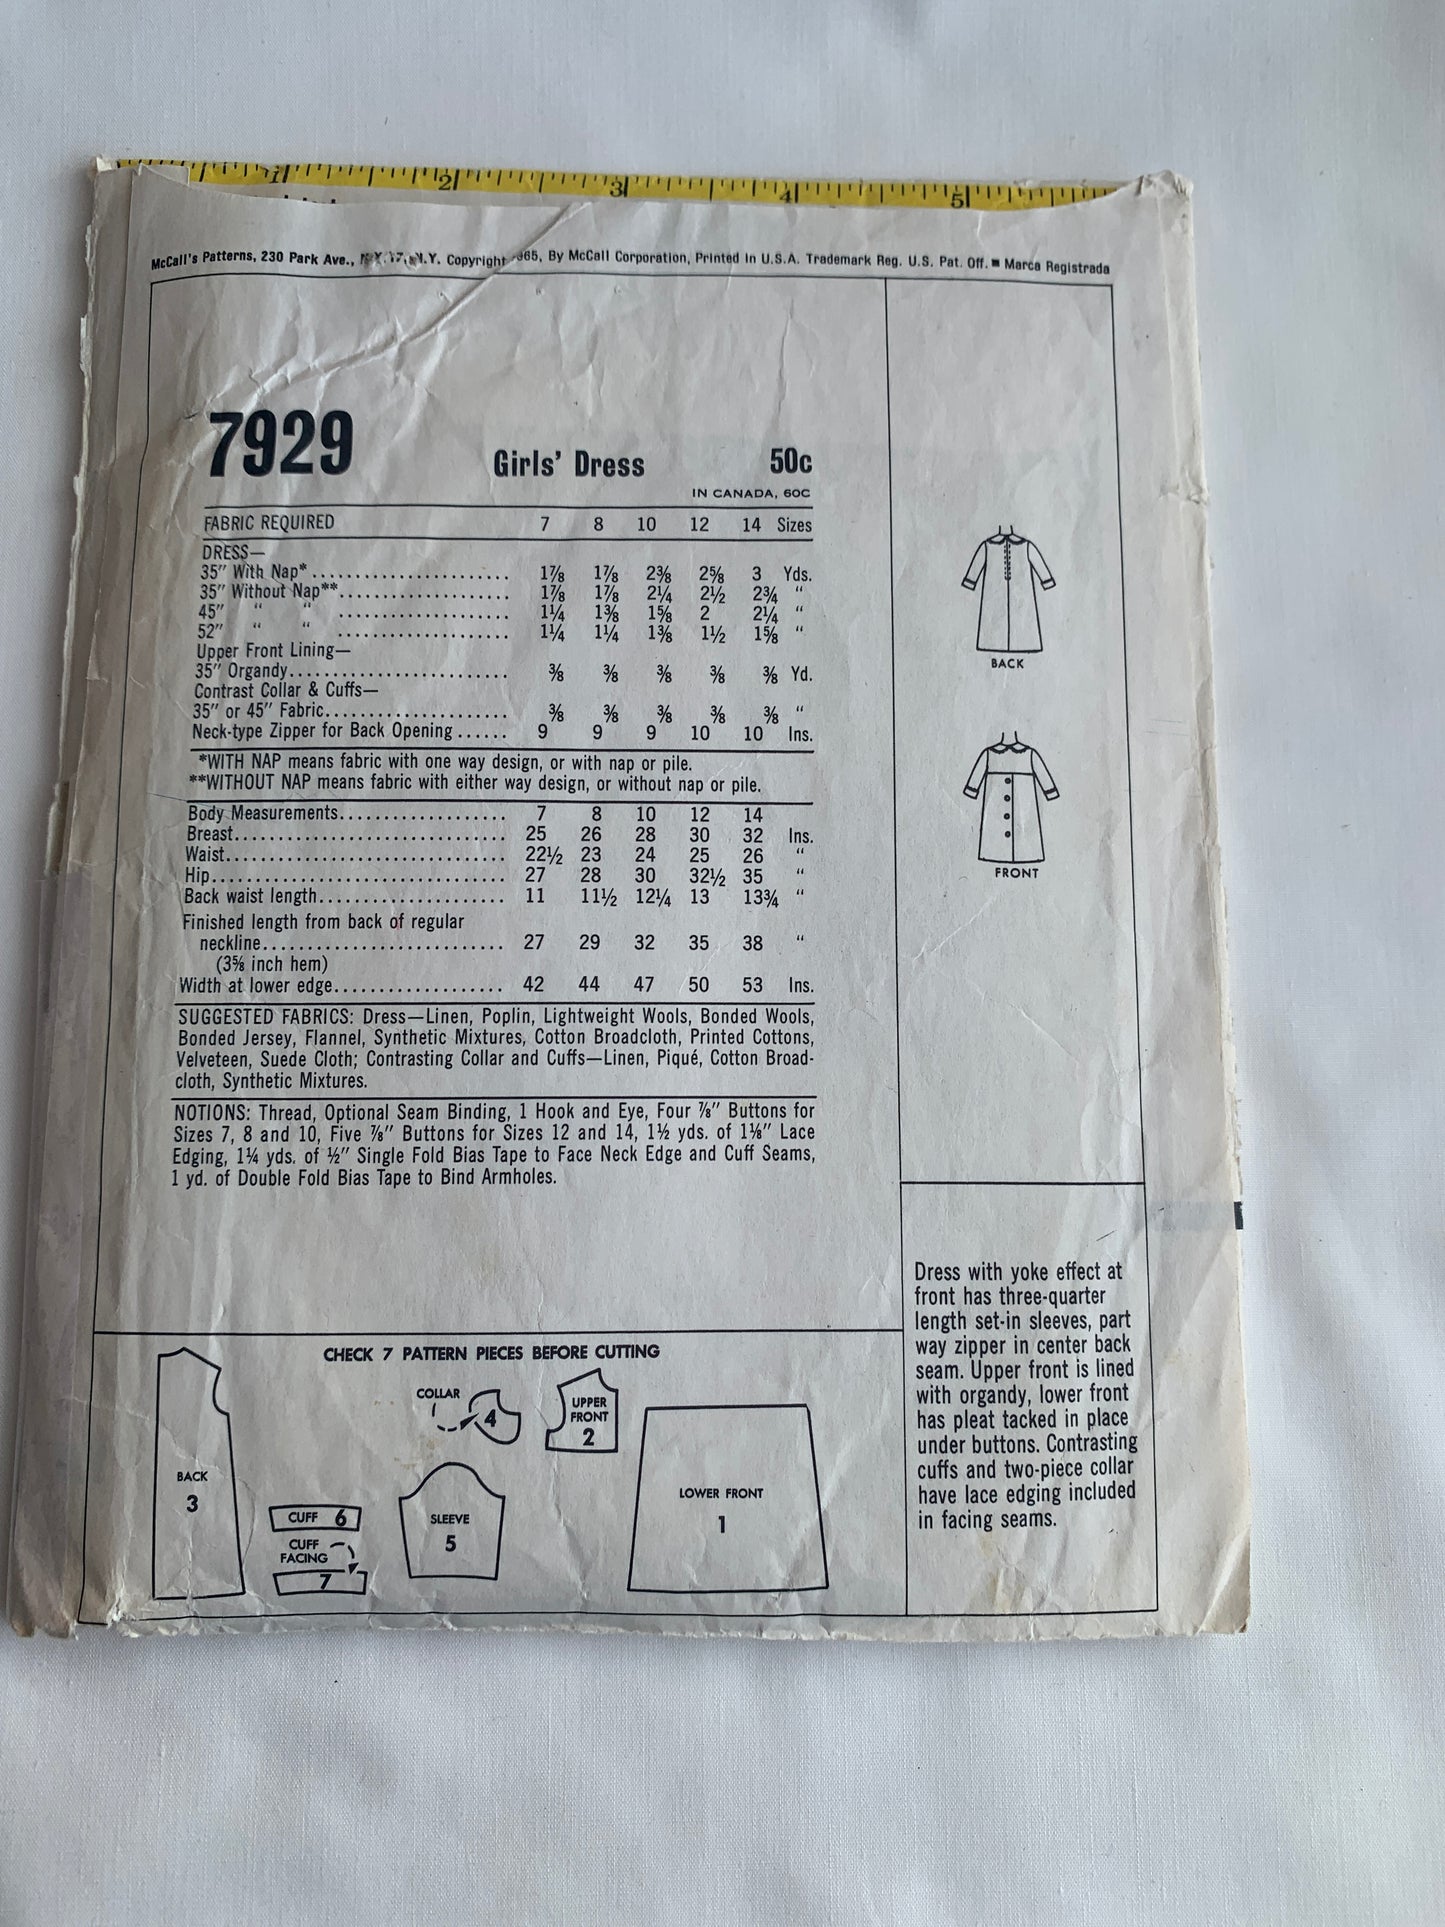 1 2 3 4 5
McCall's Patterns, 230 Park Ave., N.Y. Copyright 965, By McCall Corporation, Printed In U.S.A. Trademark Reg. U.S. Pat. Off. ■ Marca Registrada
7929 Girls' Dress 50c
IN CANADA, 60C
FABRIC REQUIRED 7 8 10 12 14 Sizes
DRESS—
35″ With Nap*...................... 1⅞ 1⅞ 2⅜ 2⅝ 3 Yds.
35″ Without Nap**................... 1⅞ 1⅞ 2¼ 2½ 2¾ "
45″ " " ................... 1¼ 1⅜ 1⅝ 2 2¼ "
52″ " " ................... 1¼ 1¼ 1⅜ 1½ 1⅝ "
Upper Front Lining—
35″ Organdy........................ ⅜ ⅜ ⅜ ⅜ ⅜ Yd.
Contrast Collar & Cuffs—
35″ or 45″ Fabric.................... ⅜ ⅜ ⅜ ⅜ ⅜ "
Neck-type Zipper for Back Opening ...... 9 9 9 10 10 Ins.
*WITH NAP means fabric with one way design, or with nap or pile.
**WITHOUT NAP means fabric with either way design, or without nap or pile.
Body Measurements................... 7 8 10 12 14
Breast.............................. 25 26 28 30 32 Ins.
Waist............................... 22½ 23 24 25 26 "
Hip................................. 27 28 30 32½ 35 "
Back waist length..................... 11 11½ 12¼ 13 13¾ "
Finished length from back of regular
neckline........................... 27 29 32 35 38 "
(3⅝ inch hem)
Width at lower edge................... 42 44 47 50 53 Ins.
SUGGESTED FABRICS: Dress—Linen, Poplin, Lightweight Wools, Bonded Wools,
Bonded Jersey, Flannel, Synthetic Mixtures, Cotton Broadcloth, Printed Cottons,
Velveteen, Suede Cloth; Contrasting Collar and Cuffs—Linen, Piqué, Cotton Broad-
cloth, Synthetic Mixtures.
NOTIONS: Thread, Optional Seam Binding, 1 Hook and Eye, Four ⅞″ Buttons for
Sizes 7, 8 and 10, Five ⅞″ Buttons for Sizes 12 and 14, 1½ yds. of 1⅛″ Lace
Edging, 1¼ yds. of ½″ Single Fold Bias Tape to Face Neck Edge and Cuff Seams,
1 yd. of Double Fold Bias Tape to Bind Armholes.
BACK
FRONT
Dress with yoke effect at
front has three-quarter
length set-in sleeves, part
way zipper in center back
seam. Upper front is lined
with organdy, lower front
has pleat tacked in place
under buttons. Contrasting
cuffs and two-piece collar
have lace edging included
in facing seams.
CHECK 7 PATTERN PIECES BEFORE CUTTING
BACK
3
CUFF 6
CUFF
FACING
7
COLLAR
4
SLEEVE
5
UPPER
FRONT
2
LOWER FRONT
1